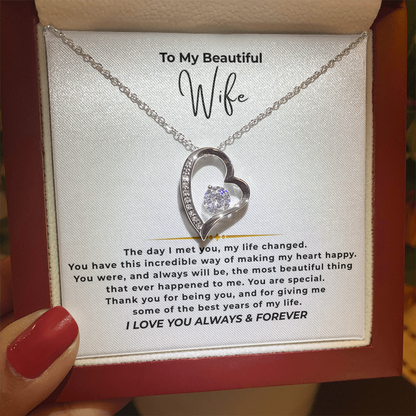 To My Beautiful
Wife
The day I met you, my life changed.
You have this incredible way of making my heart happy.
You were, and always will be, the most beautiful thing
that ever happened to me. You are special.
Thank you for being you, and for giving me
some of the best years of my life.
I LOVE YOU ALWAYS & FOREVER